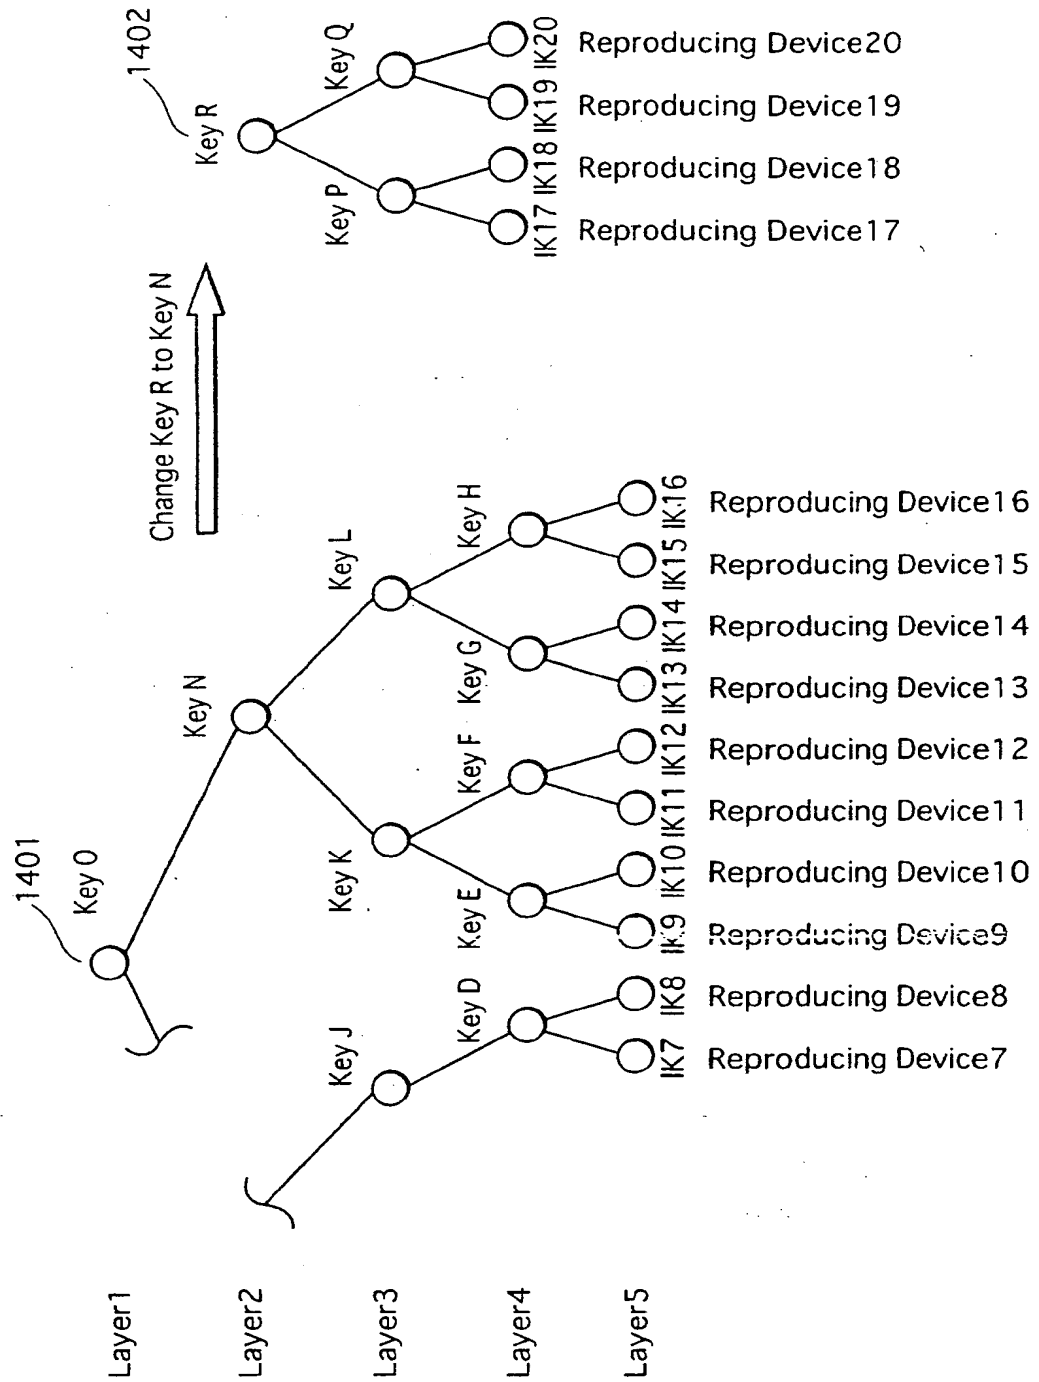 1401
Key O
1402
Key R
Change Key R to Key N
Layer1
Layer2
Key N
Key P
Key Q
Layer3
Key J
Key K
Key L
Layer4
Key D
Key E
Key F
Key G
Key H
IK17
IK18
IK19
IK20
Reproducing Device17
Reproducing Device18
Reproducing Device19
Reproducing Device20
Layer5
IK7
IK8
IK9
IK10
IK11
IK12
IK13
IK14
IK15
IK16
Reproducing Device7
Reproducing Device8
Reproducing Device9
Reproducing Device10
Reproducing Device11
Reproducing Device12
Reproducing Device13
Reproducing Device14
Reproducing Device15
Reproducing Device16